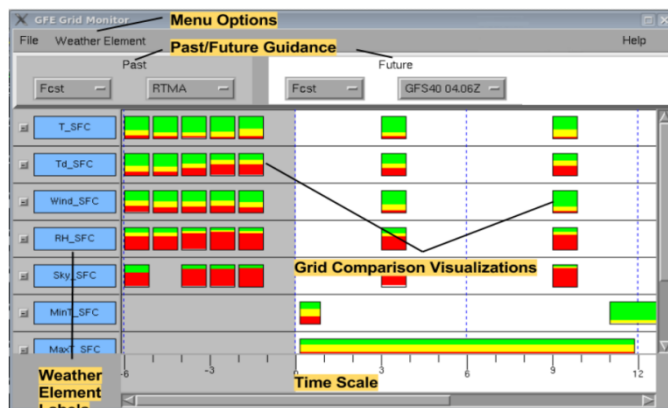 GFE Grid Monitor
Menu Options
File Weather Element Help
Past/Future Guidance
Past Future
Fcst RTMA Fcst GFS40 04.06Z
T_SFC
Td_SFC
Wind_SFC
RH_SFC
Grid Comparison Visualizations
Sky_SFC
MinT_SFC
MaxT_SFC
-6 -3 0 3 6 9 12
Time Scale
Weather
Element
Labels